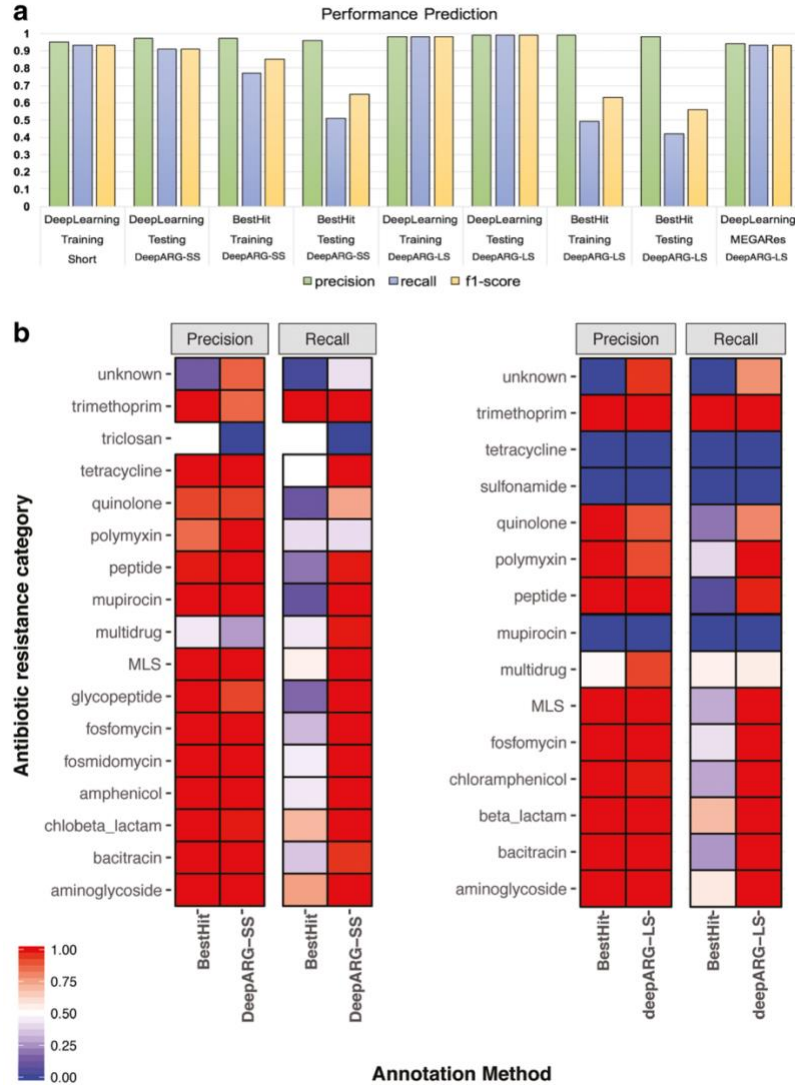 a
Performance Prediction
1
0.9
0.8
0.7
0.6
0.5
0.4
0.3
0.2
0.1
0
DeepLearning DeepLearning BestHit BestHit DeepLearning DeepLearning BestHit BestHit DeepLearning
Training Testing Training Testing Training Testing Training Testing MEGARes
Short DeepARG-SS DeepARG-SS DeepARG-SS DeepARG-LS DeepARG-LS DeepARG-LS DeepARG-LS DeepARG-LS
precision recall f1-score
b
Precision Recall
unknown
trimethoprim
triclosan
tetracycline
quinolone
polymyxin
peptide
mupirocin
multidrug
MLS
glycopeptide
fosfomycin
fosmidomycin
amphenicol
chlobeta_lactam
bacitracin
aminoglycoside
Antibiotic resistance category
BestHit
DeepARG-SS
BestHit
DeepARG-SS
Precision Recall
unknown
trimethoprim
tetracycline
sulfonamide
quinolone
polymyxin
peptide
mupirocin
multidrug
MLS
fosfomycin
chloramphenicol
beta_lactam
bacitracin
aminoglycoside
BestHit
deepARG-LS
BestHit
deepARG-LS
1.00
0.75
0.50
0.25
0.00
Annotation Method